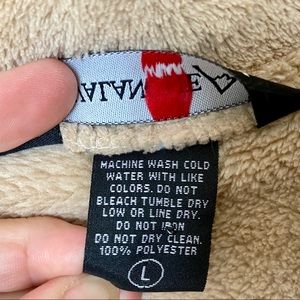 MACHINE WASH COLD
WATER WITH LIKE
COLORS. DO NOT
BLEACH TUMBLE DRY
LOW OR LINE DRY.
DO NOT IRON
DO NOT DRY CLEAN.
100% POLYESTER
L